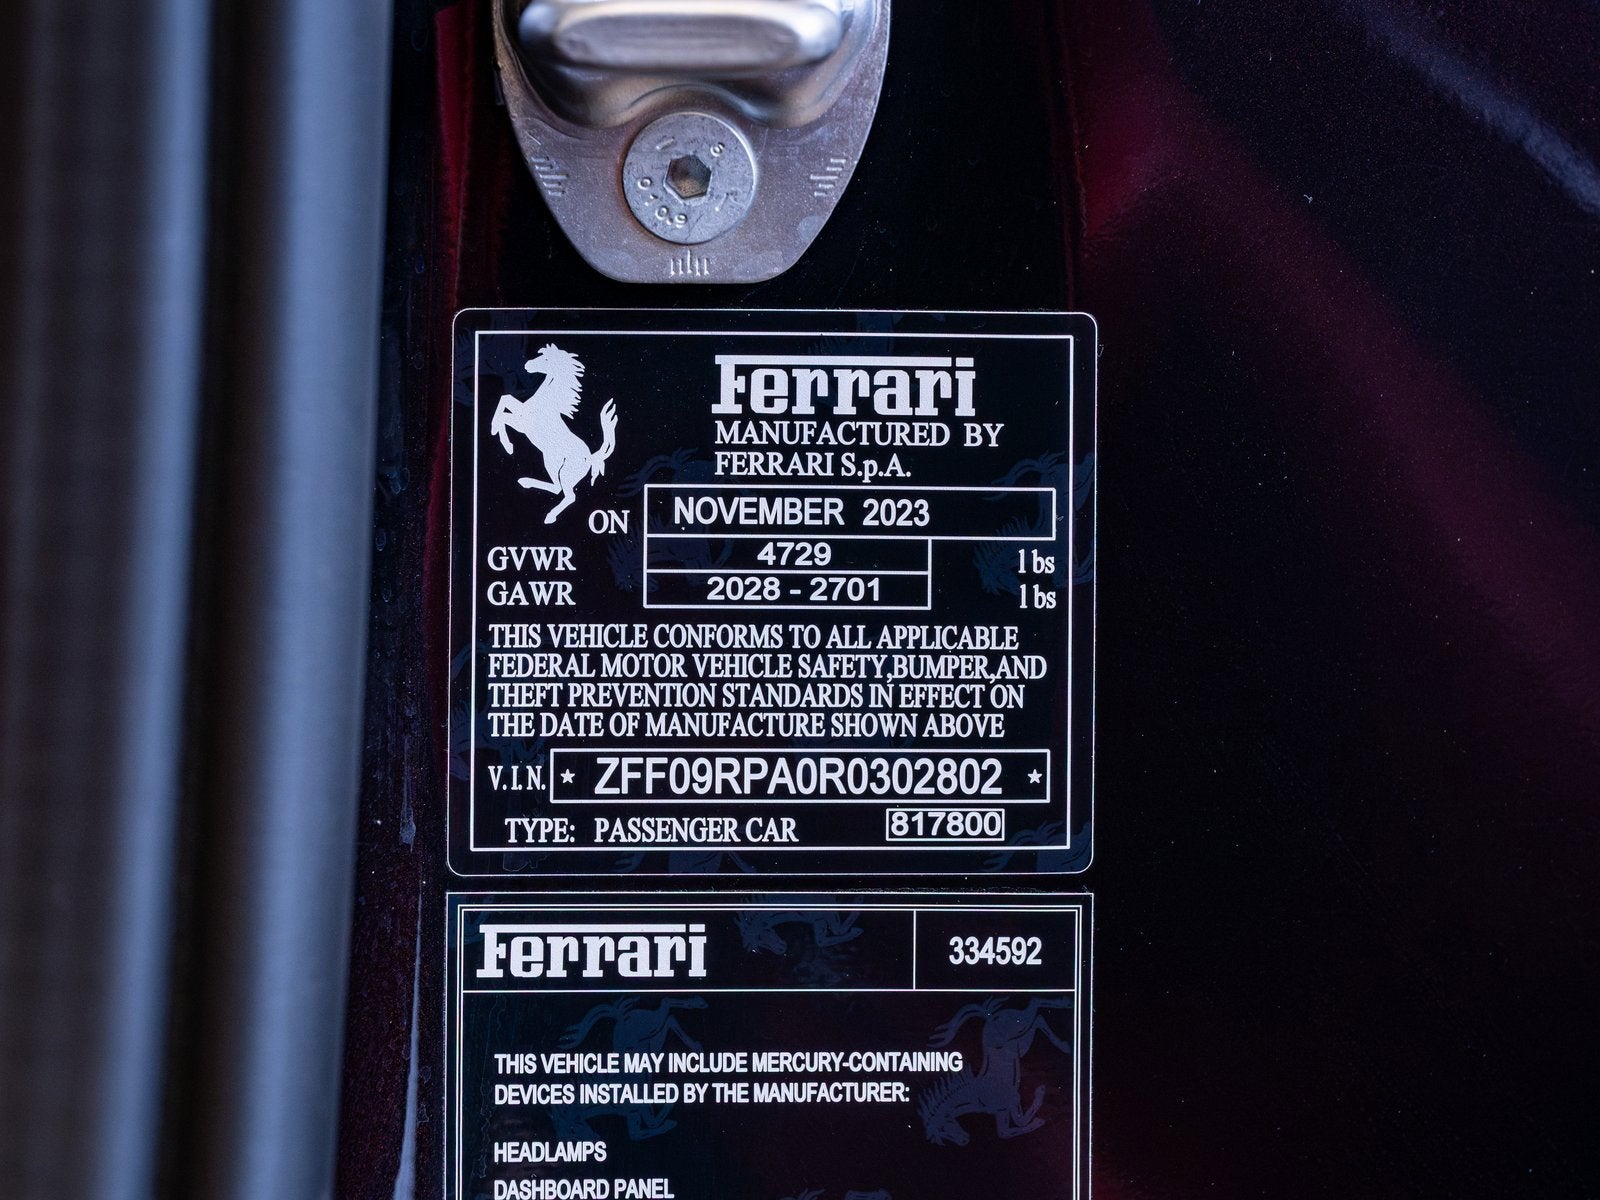 10.9
Ferrari
MANUFACTURED BY
FERRARI S.p.A.
ON NOVEMBER 2023
GVWR 4729 lbs
GAWR 2028 - 2701 lbs
THIS VEHICLE CONFORMS TO ALL APPLICABLE
FEDERAL MOTOR VEHICLE SAFETY,BUMPER,AND
THEFT PREVENTION STANDARDS IN EFFECT ON
THE DATE OF MANUFACTURE SHOWN ABOVE
V.I.N. * ZFF09RPA0R0302802 *
TYPE: PASSENGER CAR 817800
Ferrari 334592
THIS VEHICLE MAY INCLUDE MERCURY-CONTAINING
DEVICES INSTALLED BY THE MANUFACTURER:
HEADLAMPS
DASHBOARD PANEL